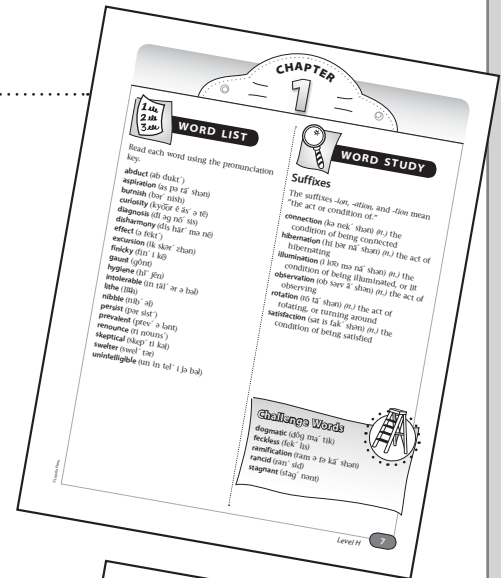 CHAPTER
1
WORD LIST
Read each word using the pronunciation
key.
abduct (ab dukt´)
aspiration (as pə rā´ shən)
burnish (bər´ nish)
curiosity (kyŏŏr ē äs´ ə tē)
diagnosis (dī əg nō´ sis)
disharmony (dis här´ mə nē)
effect (ə fekt´)
excursion (ik skər´ zhən)
finicky (fin´ i kē)
gaunt (gônt)
hygiene (hī´ jēn)
intolerable (in täl´ ər ə bəl)
lithe (līth)
nibble (nib´ əl)
persist (pər sist´)
prevalent (prev´ ə lənt)
renounce (ri nouns´)
skeptical (skep´ ti kəl)
swelter (swel´ tər)
unintelligible (un in tel´ i jə bəl)
WORD STUDY
Suffixes
The suffixes -ion, -ation, and -tion mean
"the act or condition of."
connection (kə nek´ shən) (n.) the
condition of being connected
hibernation (hī bər nā´ shən) (n.) the act of
hibernating
illumination (i lōō mə nā´ shən) (n.) the
condition of being illuminated, or lit
observation (ob sərv ā´ shən) (n.) the act of
observing
rotation (rō tā´ shən) (n.) the act of
rotating, or turning around
satisfaction (sat is fak´ shən) (n.) the
condition of being satisfied
Challenge Words
dogmatic (dôg ma´ tik)
feckless (fek´ lis)
ramification (ram ə fə kā´ shən)
rancid (ran´ sid)
stagnant (stag´ nənt)
Level H 7